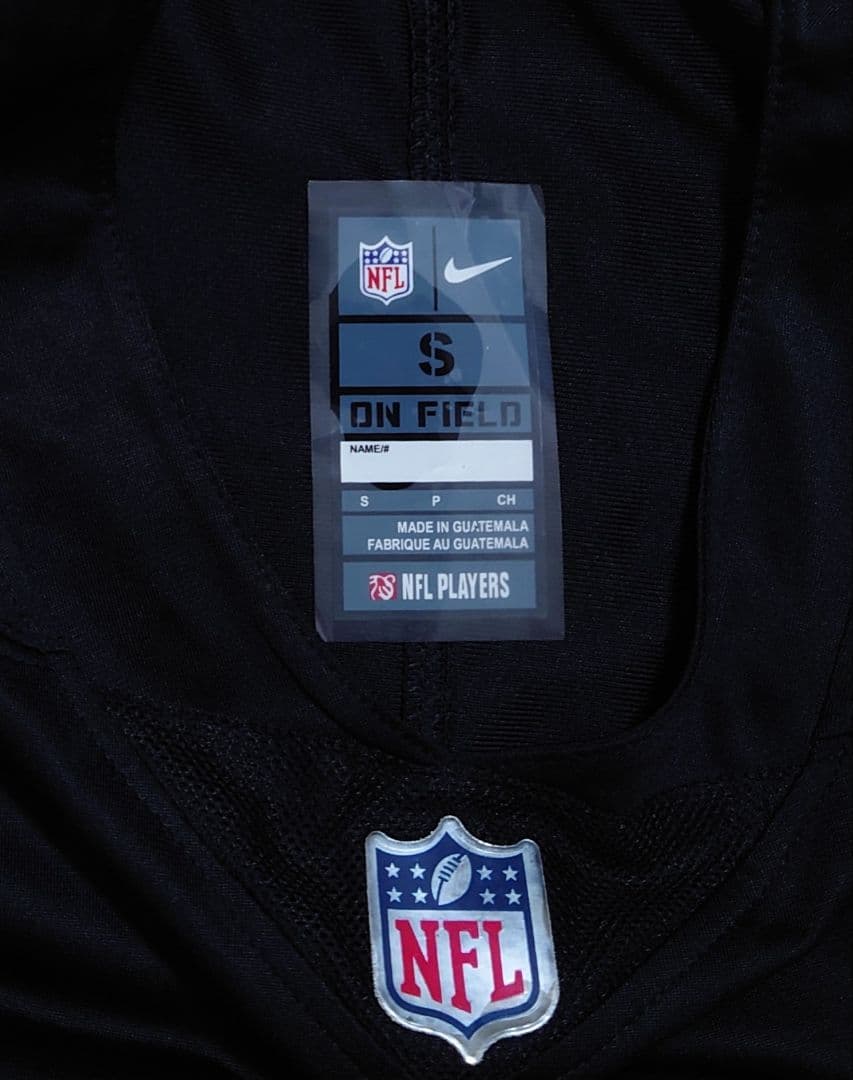 NFL
S
ON FIELD
NAME/#
S P CH
MADE IN GUATEMALA
FABRIQUE AU GUATEMALA
NFL PLAYERS
NFL